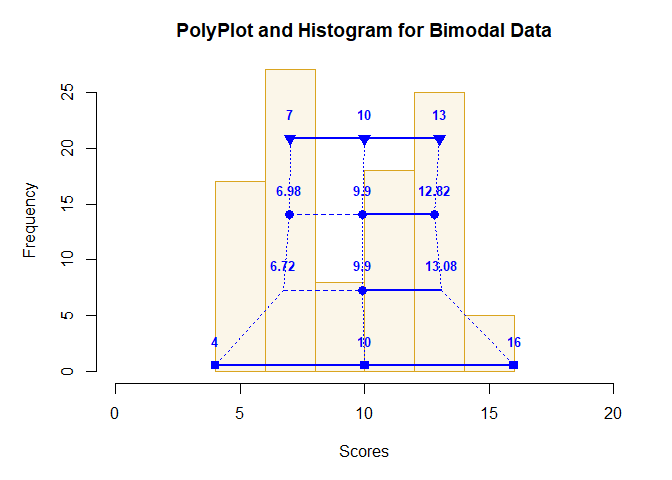 PolyPlot and Histogram for Bimodal Data
25
7 10 13
20
6.98 9.9 12.82
15
Frequency
10
6.72 9.9 13.08
5
4 10 16
0
0 5 10 15 20
Scores